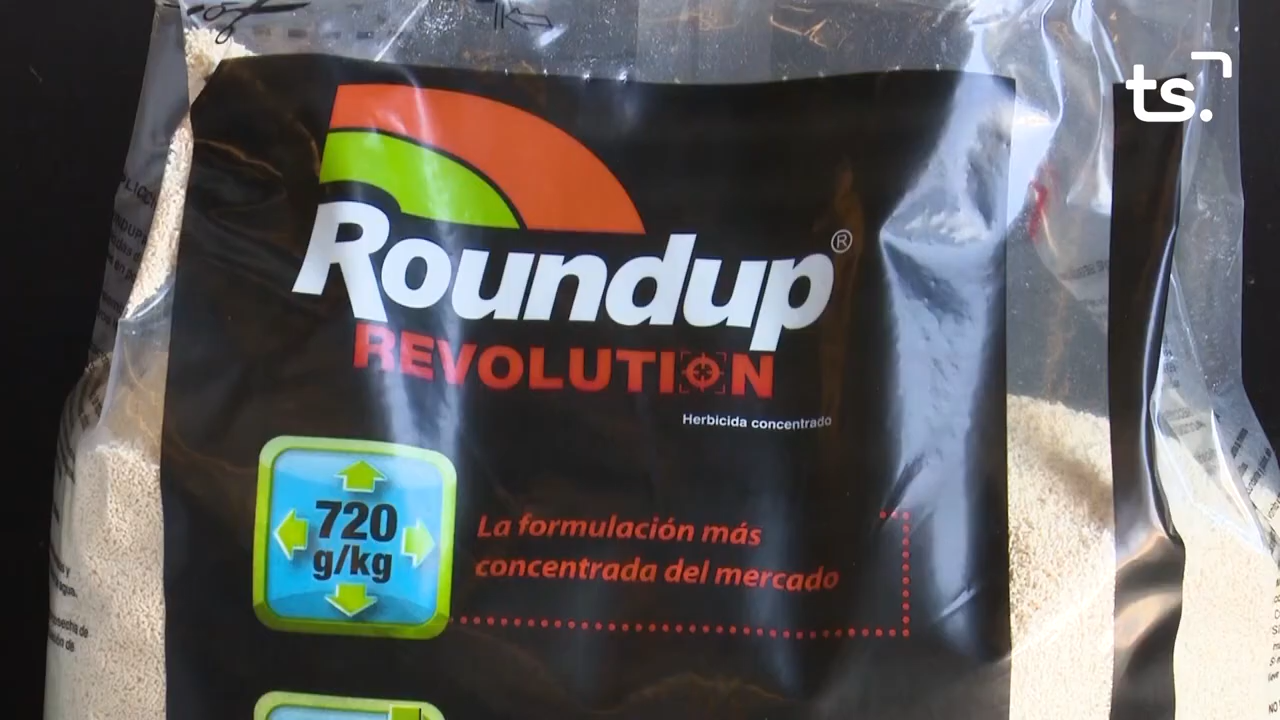 ts.
Roundup®
REVOLUTION
Herbicida concentrado
720
g/kg
La formulación más
concentrada del mercado